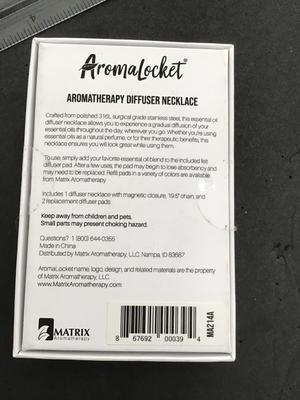 AromaLocket®
AROMATHERAPY DIFFUSER NECKLACE
Crafted from polished 316L surgical grade stainless steel, this essential oil
diffuser necklace allows you to experience a gradual diffusion of your
essential oils throughout the day, wherever you go. Whether you're using
essential oils as a natural perfume, or for their therapeutic benefits, this
necklace ensures you will look great while using them.
To use, simply add your favorite essential oil blend to the included felt
diffuser pad. After a few uses, the pad may begin to lose absorbency and
may need to be replaced. Refill pads in a variety of colors are available
from Matrix Aromatherapy.
Includes 1 diffuser necklace with magnetic closure, 19.6" chain, and
2 replacement diffuser pads.
Keep away from children and pets.
Small parts may present choking hazard.
Questions? 1 (800) 644-0355
Made in China
Distributed by Matrix Aromatherapy, LLC. Nampa, ID 83687
AromaLocket name, logo, design, and related materials are the property
of Matrix Aromatherapy, LLC
www.MatrixAromatherapy.com
MATRIX
Aromatherapy
8 67692 00039 4
MA214A